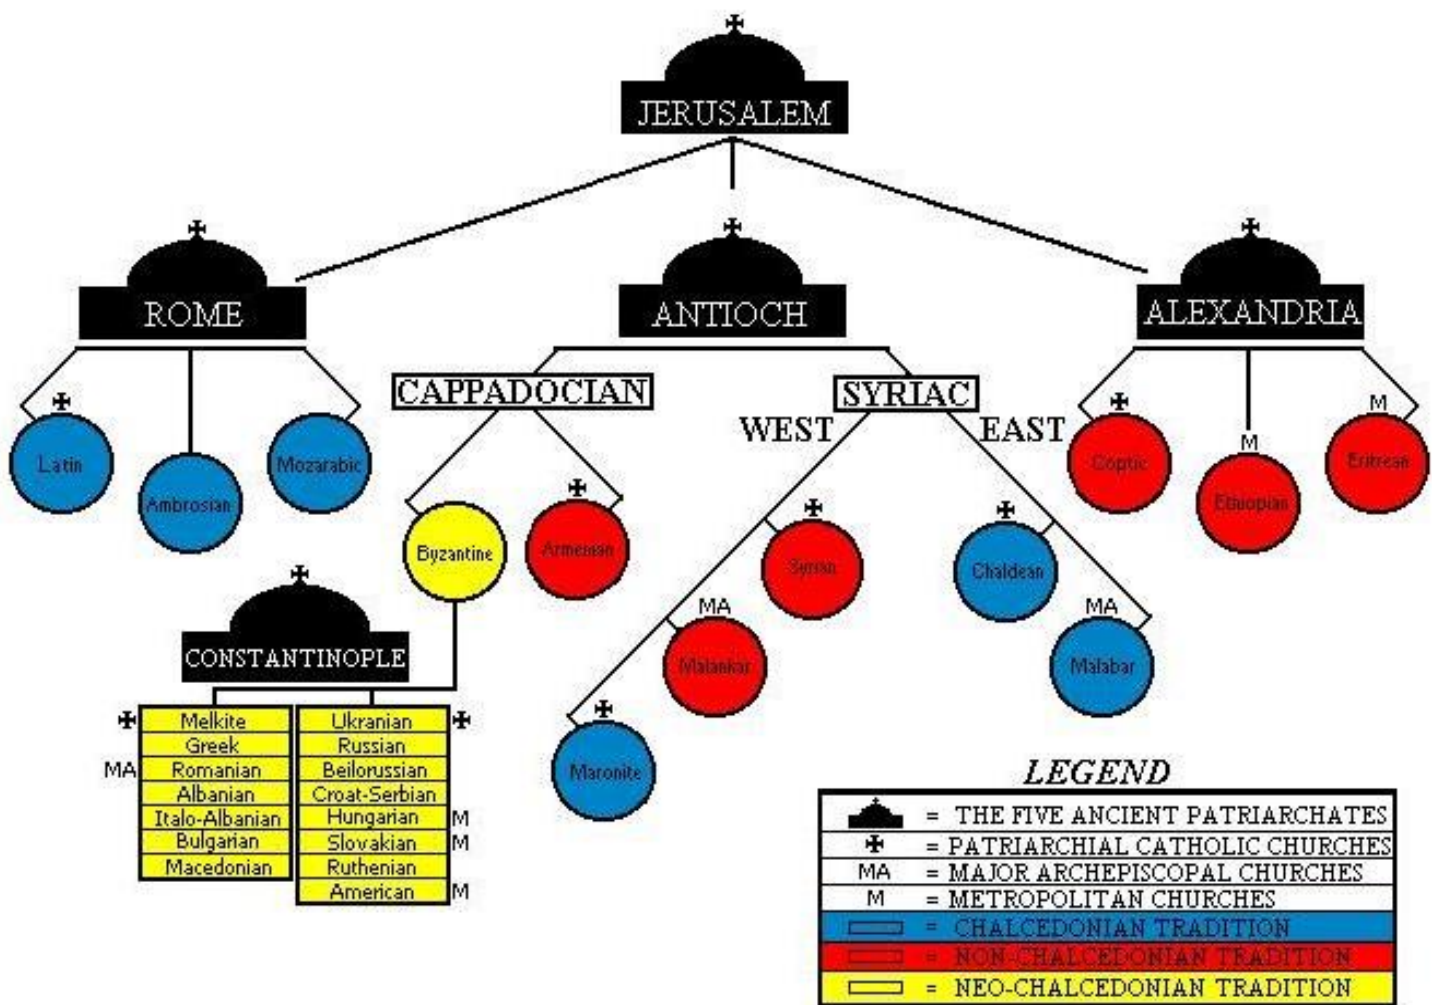 JERUSALEM
ROME
ANTIOCH
ALEXANDRIA
CAPPADOCIAN
SYRIAC
WEST
EAST
Latin
Ambrosian
Mozarabic
Byzantine
Armenian
Syrian
MA
Malankar
Maronite
Chaldean
MA
Malabar
Coptic
M
Ethiopian
M
Eritrean
CONSTANTINOPLE
Melkite
Greek
MA Romanian
Albanian
Italo-Albanian
Bulgarian
Macedonian
Ukranian
Russian
Beilorussian
Croat-Serbian
Hungarian M
Slovakian M
Ruthenian
American M
LEGEND
= THE FIVE ANCIENT PATRIARCHATES
= PATRIARCHIAL CATHOLIC CHURCHES
MA = MAJOR ARCHEPISCOPAL CHURCHES
M = METROPOLITAN CHURCHES
= CHALCEDONIAN TRADITION
= NON-CHALCEDONIAN TRADITION
= NEO-CHALCEDONIAN TRADITION